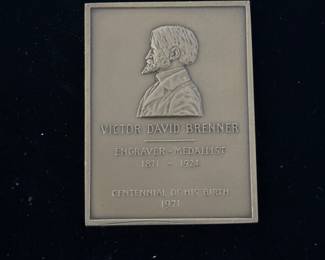 VICTOR DAVID BRENNER
ENGRAVER - MEDALLIST
1871 - 1924
CENTENNIAL OF HIS BIRTH
1971